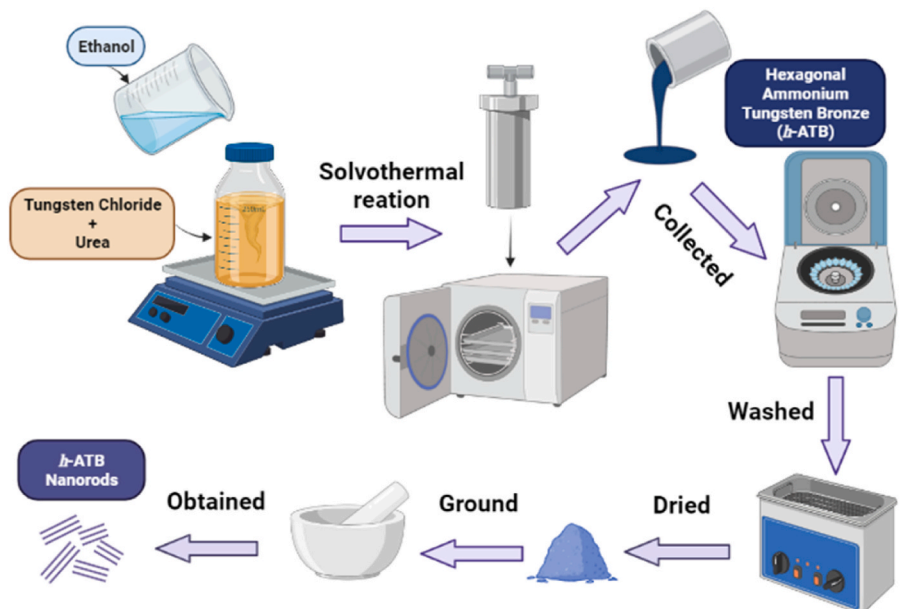 Ethanol
Tungsten Chloride
+
Urea
Solvothermal
reation
Hexagonal
Ammonium
Tungsten Bronze
(h-ATB)
Collected
Washed
Dried
Ground
Obtained
h-ATB
Nanorods